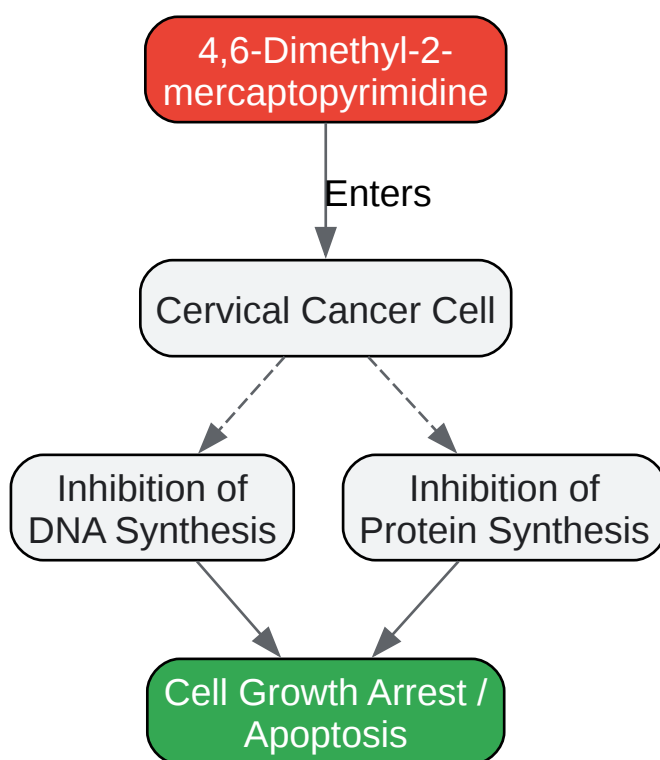 4,6-Dimethyl-2-
mercaptopyrimidine
Enters
Cervical Cancer Cell
Inhibition of
DNA Synthesis
Inhibition of
Protein Synthesis
Cell Growth Arrest /
Apoptosis